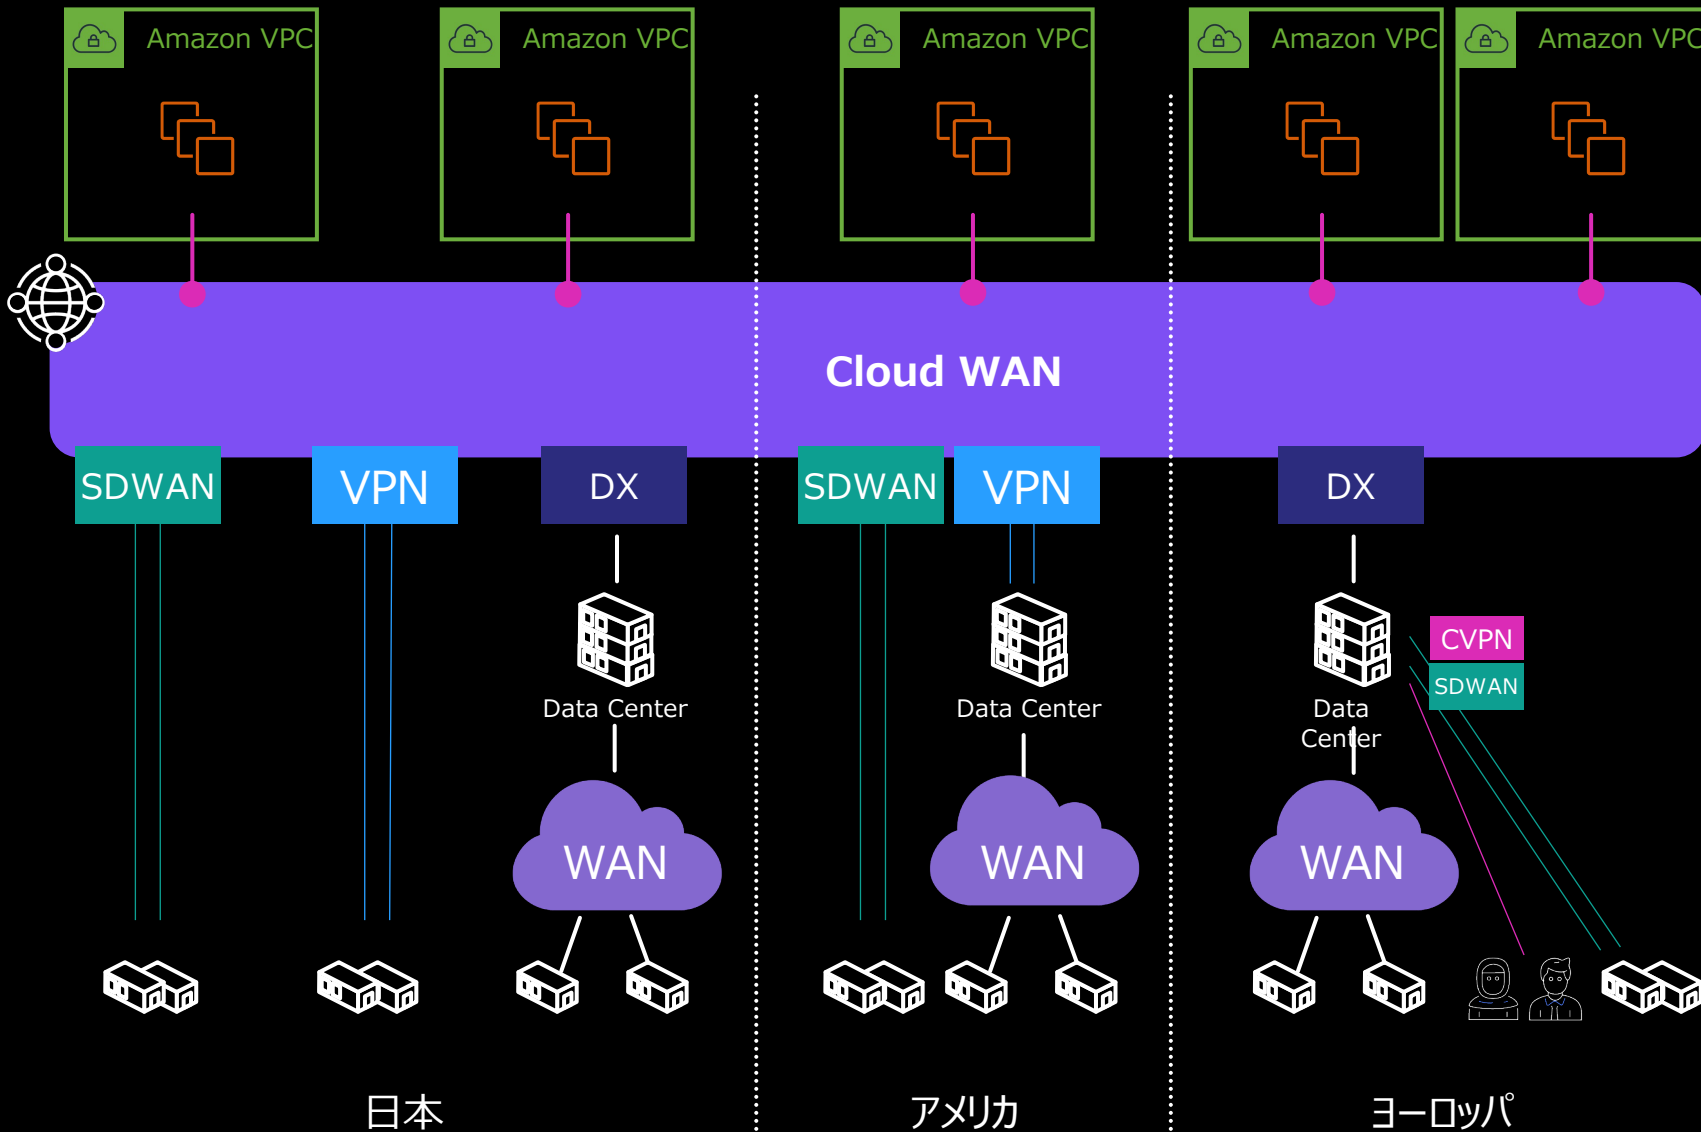 Amazon VPC
Amazon VPC
Amazon VPC
Amazon VPC
Amazon VPC
Cloud WAN
SDWAN
VPN
DX
SDWAN
VPN
DX
CVPN
SDWAN
Data Center
Data Center
Data
Center
WAN
WAN
WAN
日本
アメリカ
ヨーロッパ